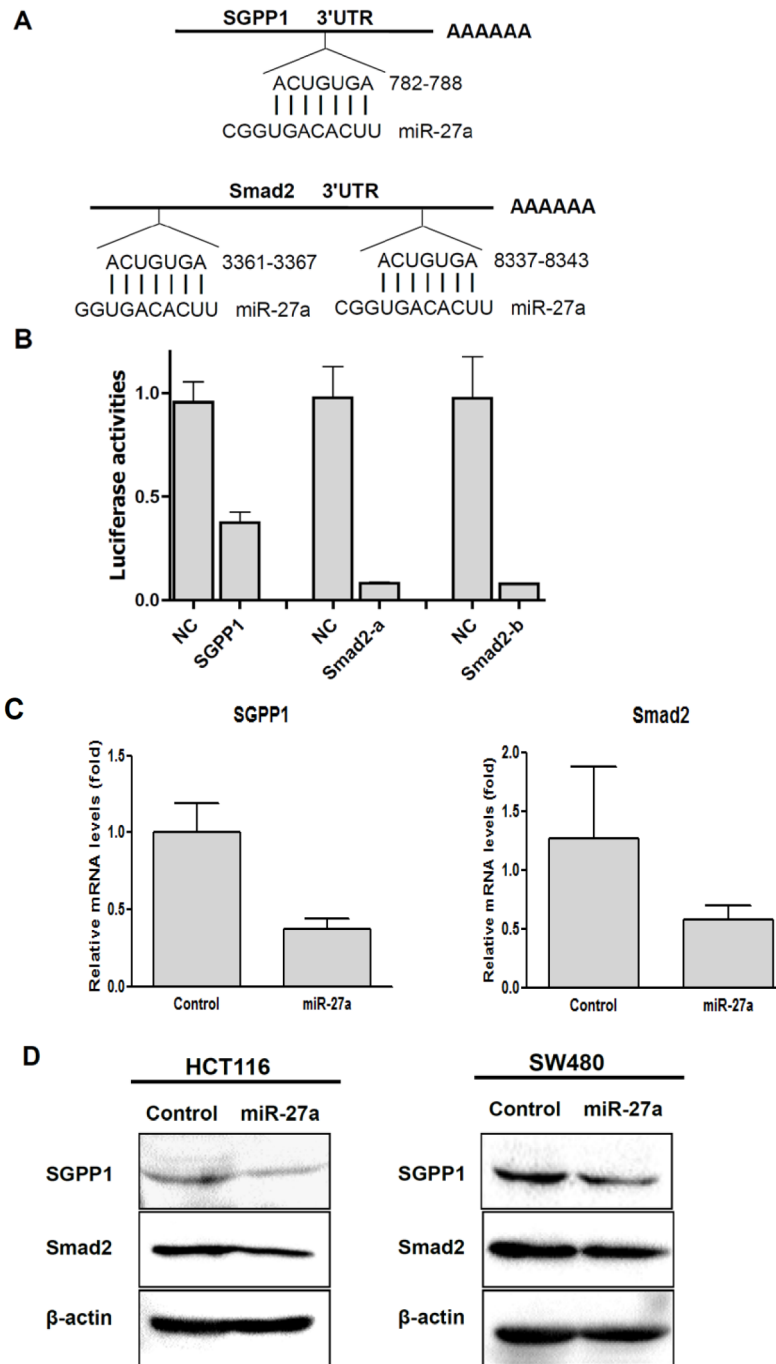 A
SGPP1 3'UTR AAAAAA
ACUGUGA 782-788
CGGUGACACUU miR-27a
Smad2 3'UTR AAAAAA
ACUGUGA 3361-3367 ACUGUGA 8337-8343
GGUGACACUU miR-27a CGGUGACACUU miR-27a
B
Luciferase activities
1.0
0.5
0.0
NC SGPP1 NC Smad2-a NC Smad2-b
C
SGPP1
Relative mRNA levels (fold)
1.5
1.0
0.5
0.0
Control miR-27a
Smad2
Relative mRNA levels (fold)
2.0
1.5
1.0
0.5
0.0
Control miR-27a
D
HCT116
Control miR-27a
SGPP1
Smad2
β-actin
SW480
Control miR-27a
SGPP1
Smad2
β-actin